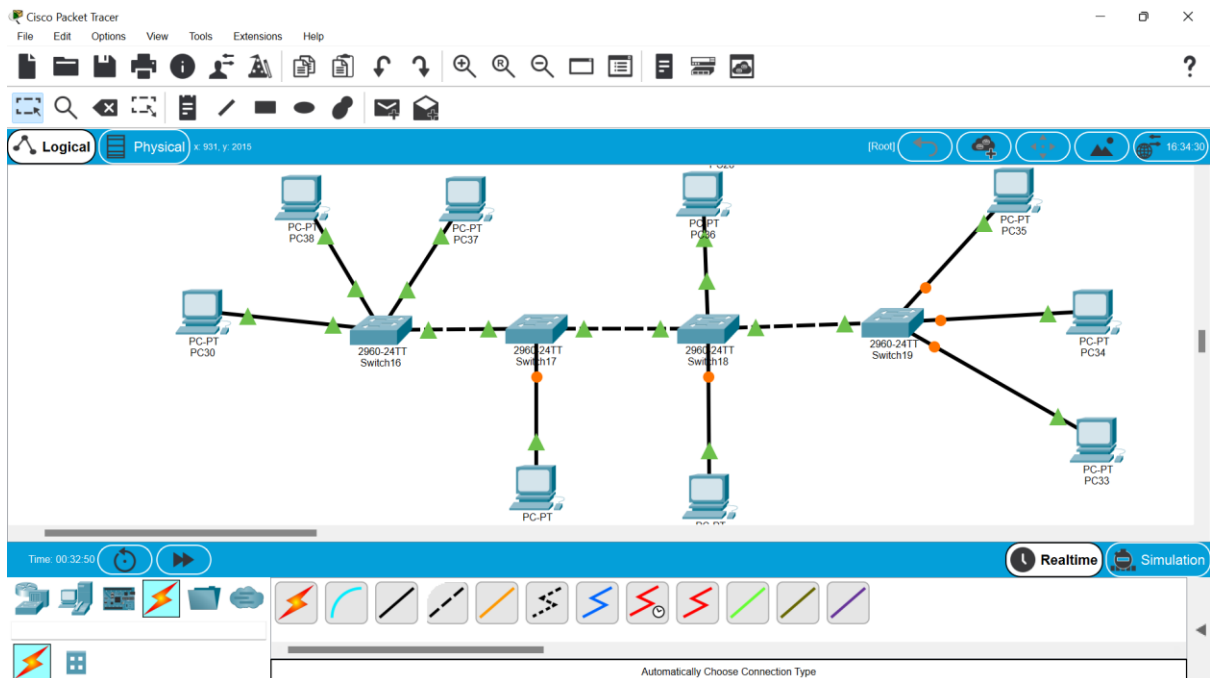 Cisco Packet Tracer
File Edit Options View Tools Extensions Help
Logical
Physical
x: 931, y: 2015
[Root]
16:34:30
PC-PT
PC38
PC-PT
PC37
PC-PT
PC36
PC-PT
PC35
PC-PT
PC30
2960-24TT
Switch16
2960-24TT
Switch17
2960-24TT
Switch18
2960-24TT
Switch19
PC-PT
PC34
PC-PT
PC33
PC-PT
Time: 00:32:50
Realtime
Simulation
Automatically Choose Connection Type